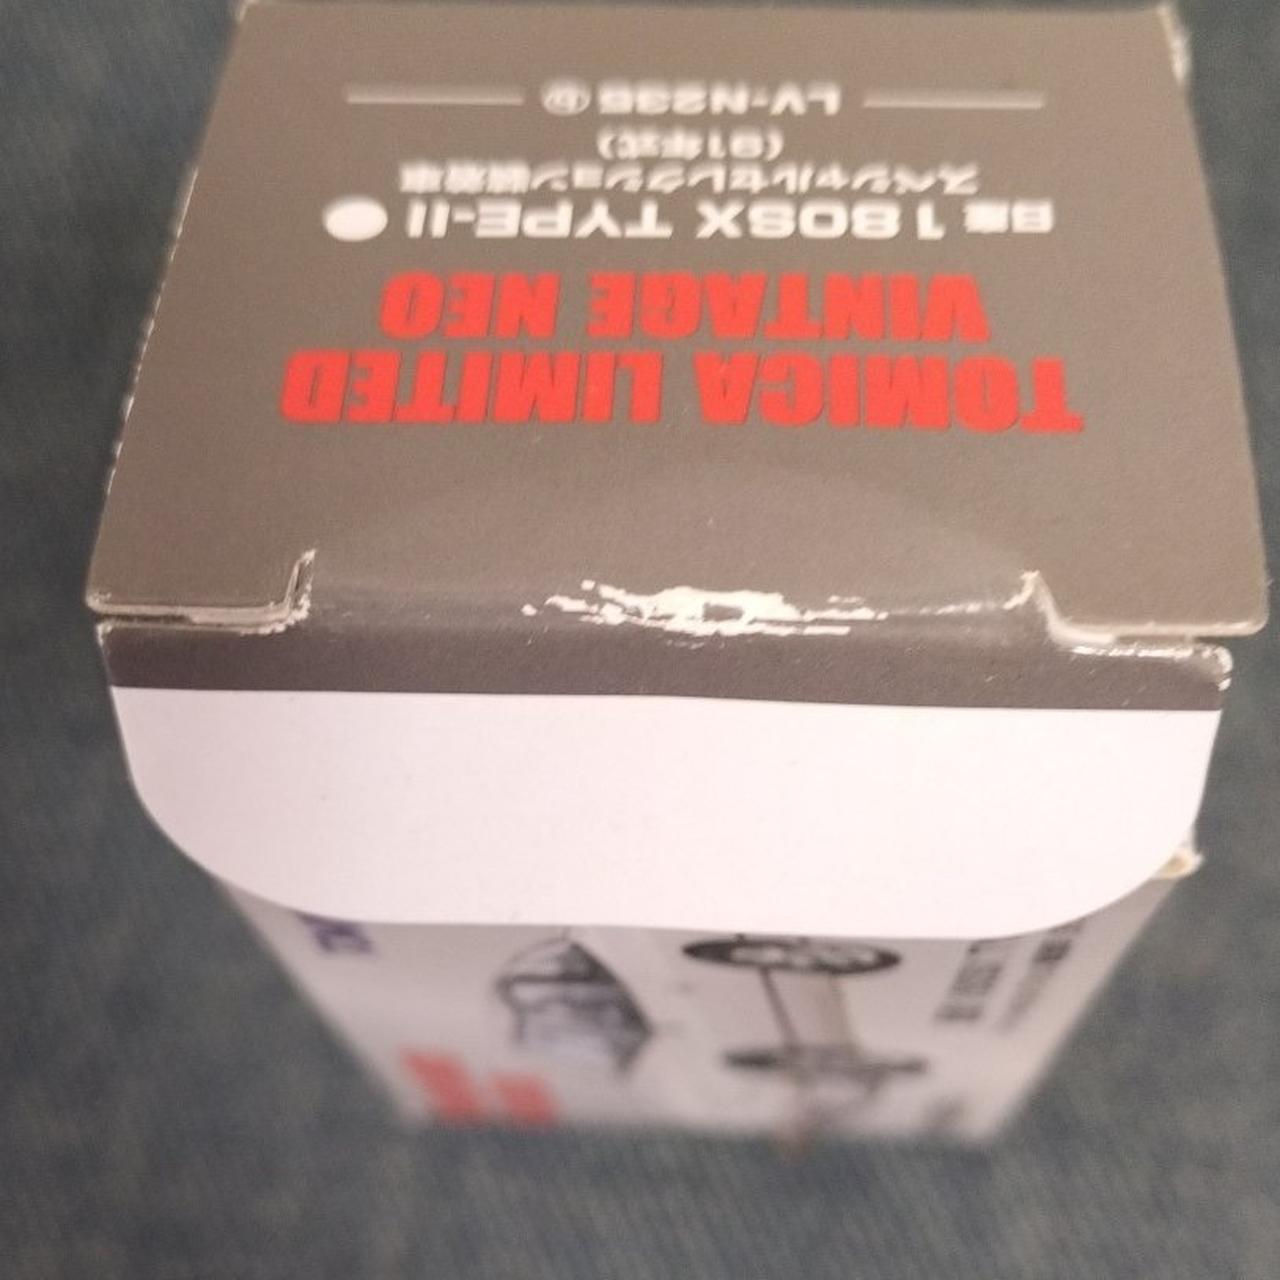 TOMICA LIMITED
VINTAGE NEO
日産 180SX TYPE-II
スペシャルセレクション装着車
(91年式)
LV-N235 b